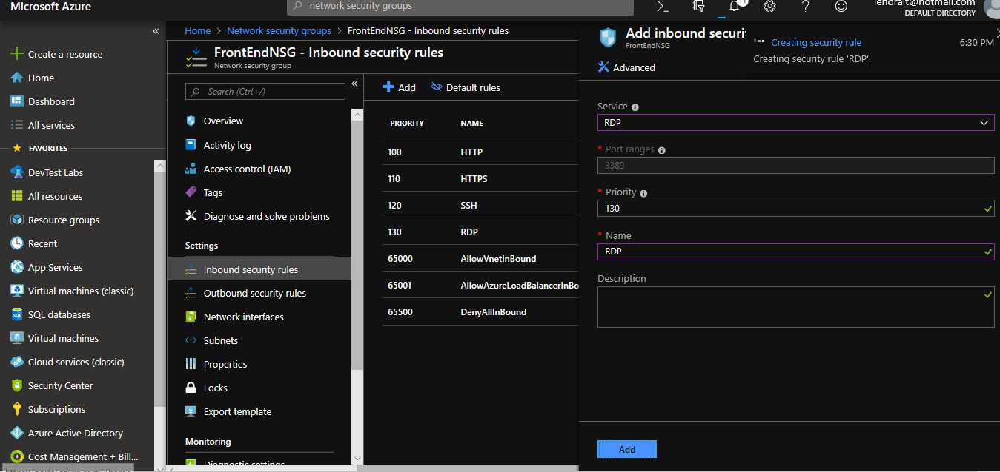 Microsoft Azure
network security groups
11
lenorait@hotmail.com
DEFAULT DIRECTORY
Create a resource
Home
Dashboard
All services
FAVORITES
DevTest Labs
All resources
Resource groups
Recent
App Services
Virtual machines (classic)
SQL databases
Virtual machines
Cloud services (classic)
Security Center
Subscriptions
Azure Active Directory
Cost Management + Bill...
Home > Network security groups > FrontEndNSG - Inbound security rules
FrontEndNSG - Inbound security rules
Network security group
Search (Ctrl+/)
Overview
Activity log
Access control (IAM)
Tags
Diagnose and solve problems
Settings
Inbound security rules
Outbound security rules
Network interfaces
Subnets
Properties
Locks
Export template
Monitoring
Diagnostic settings
Add Default rules
PRIORITY NAME
100 HTTP
110 HTTPS
120 SSH
130 RDP
65000 AllowVnetInBound
65001 AllowAzureLoadBalancerInBo
65500 DenyAllInBound
Add inbound securit
FrontEndNSG
Advanced
Creating security rule 6:30 PM
Creating security rule 'RDP'.
Service
RDP
* Port ranges
3389
* Priority
130
* Name
RDP
Description
Add